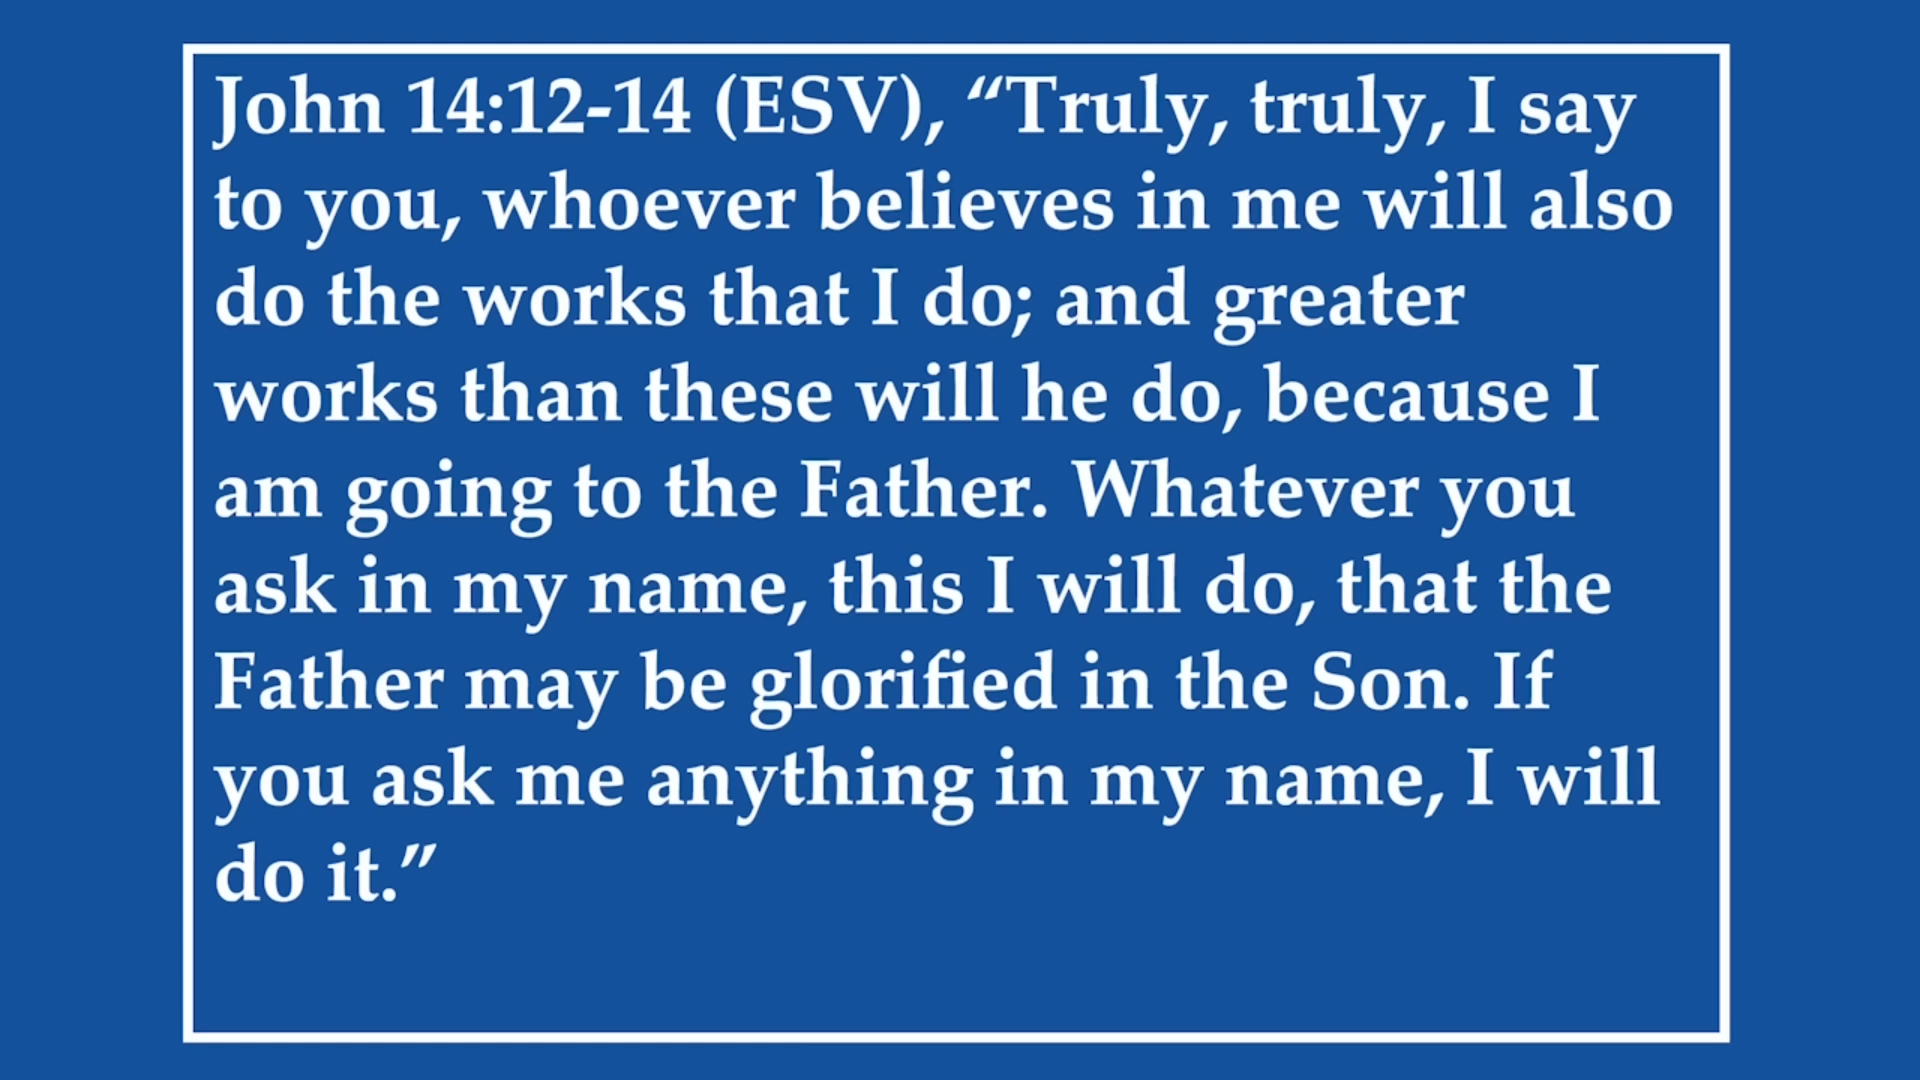 John 14:12-14 (ESV), “Truly, truly, I say
to you, whoever believes in me will also
do the works that I do; and greater
works than these will he do, because I
am going to the Father. Whatever you
ask in my name, this I will do, that the
Father may be glorified in the Son. If
you ask me anything in my name, I will
do it.”